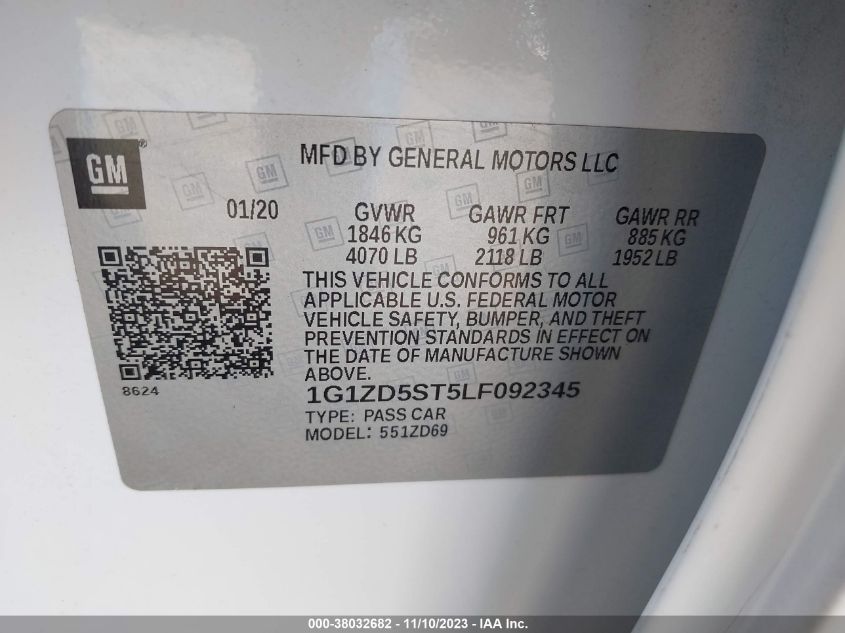 GM
MFD BY GENERAL MOTORS LLC
01/20 GVWR GAWR FRT GAWR RR
1846 KG 961 KG 885 KG
4070 LB 2118 LB 1952 LB
THIS VEHICLE CONFORMS TO ALL
APPLICABLE U.S. FEDERAL MOTOR
VEHICLE SAFETY, BUMPER, AND THEFT
PREVENTION STANDARDS IN EFFECT ON
THE DATE OF MANUFACTURE SHOWN
ABOVE.
8624
1G1ZD5ST5LF092345
TYPE: PASS CAR
MODEL: 551ZD69
000-38032682 - 11/10/2023 - IAA Inc.